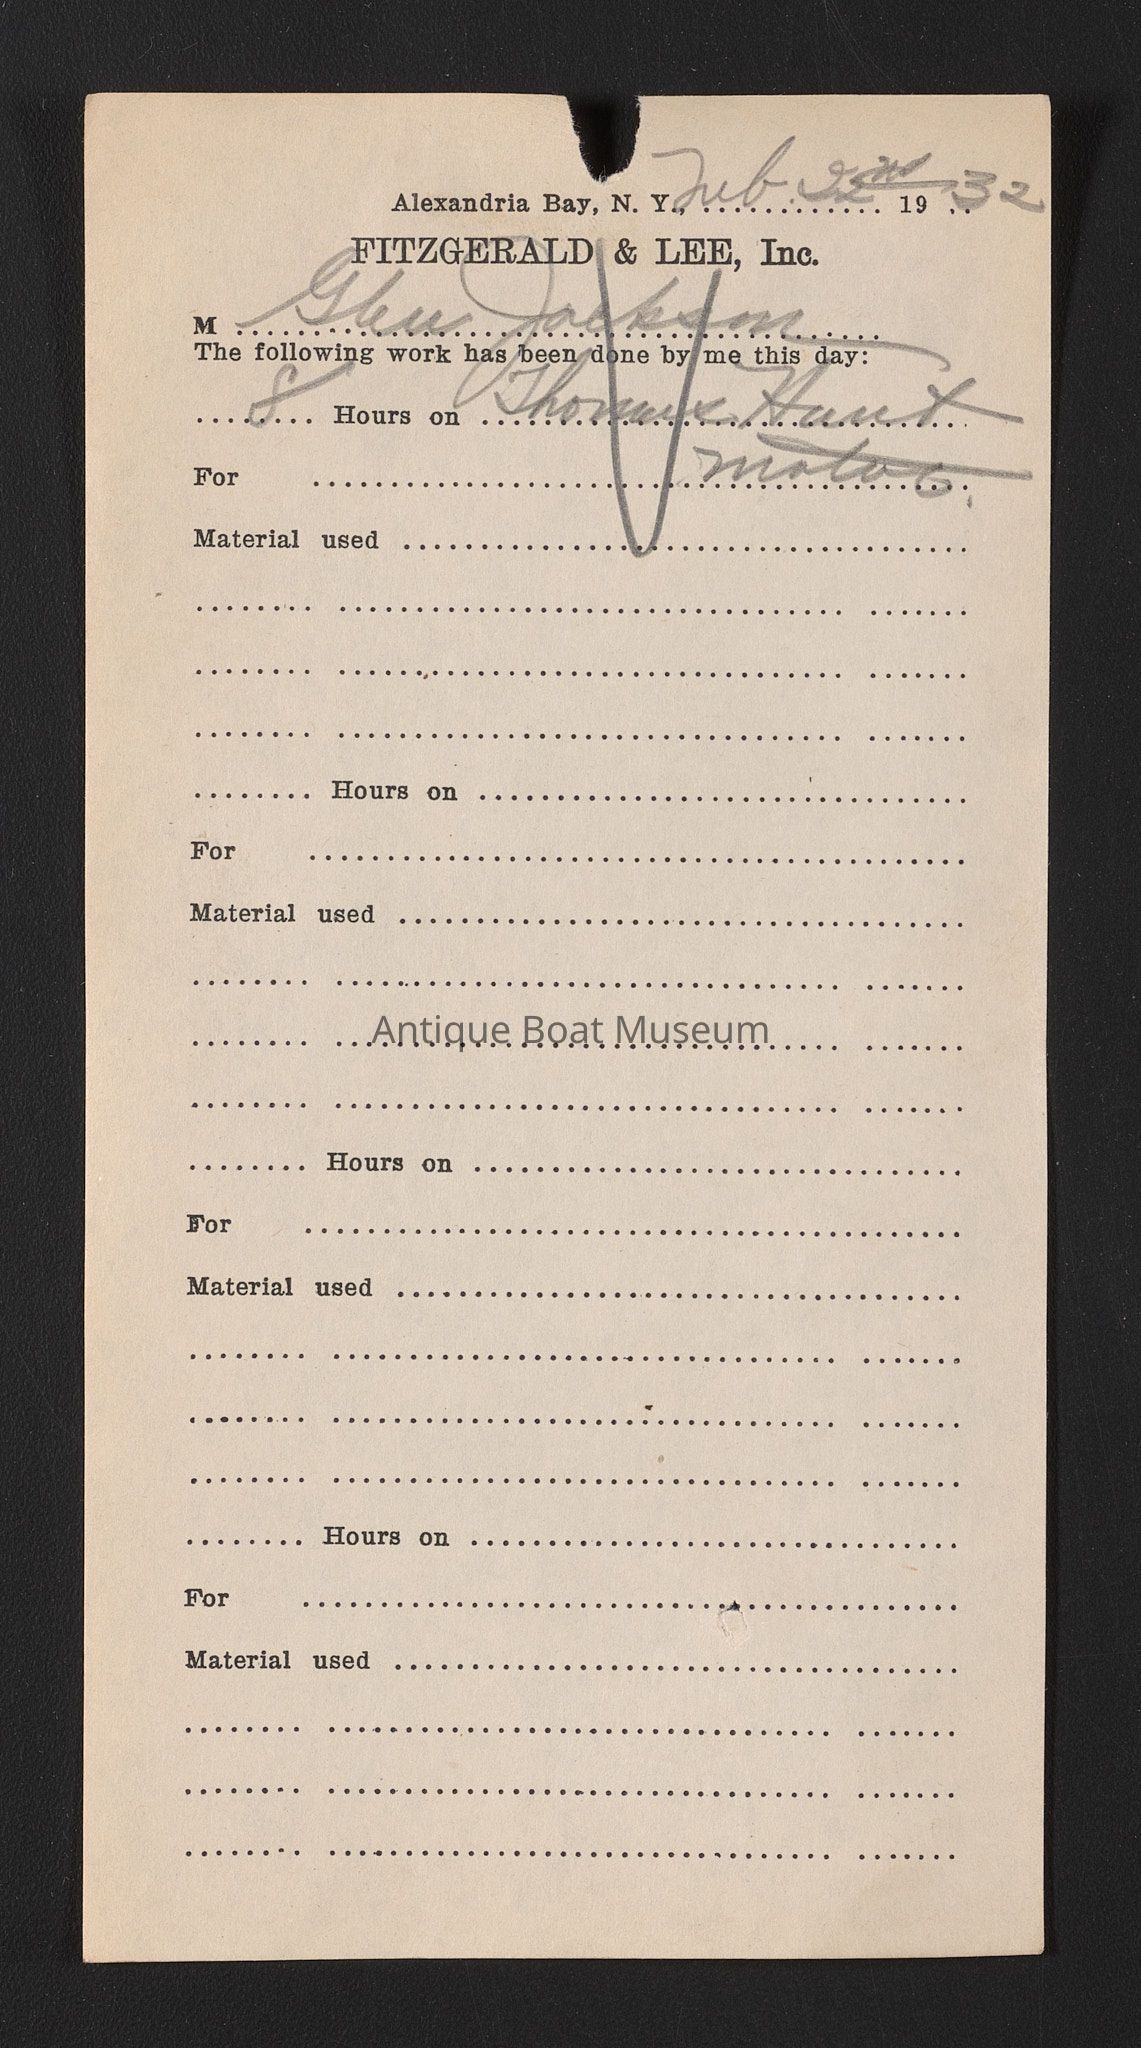 Alexandria Bay, N. Y., Feb. 22nd 19 32
FITZGERALD & LEE, Inc.
M Glen Jackson
The following work has been done by me this day:
8 Hours on Thomas Hunt
For motor.
Material used
Hours on
For
Material used
Antique Boat Museum
Hours on
For
Material used
Hours on
For
Material used